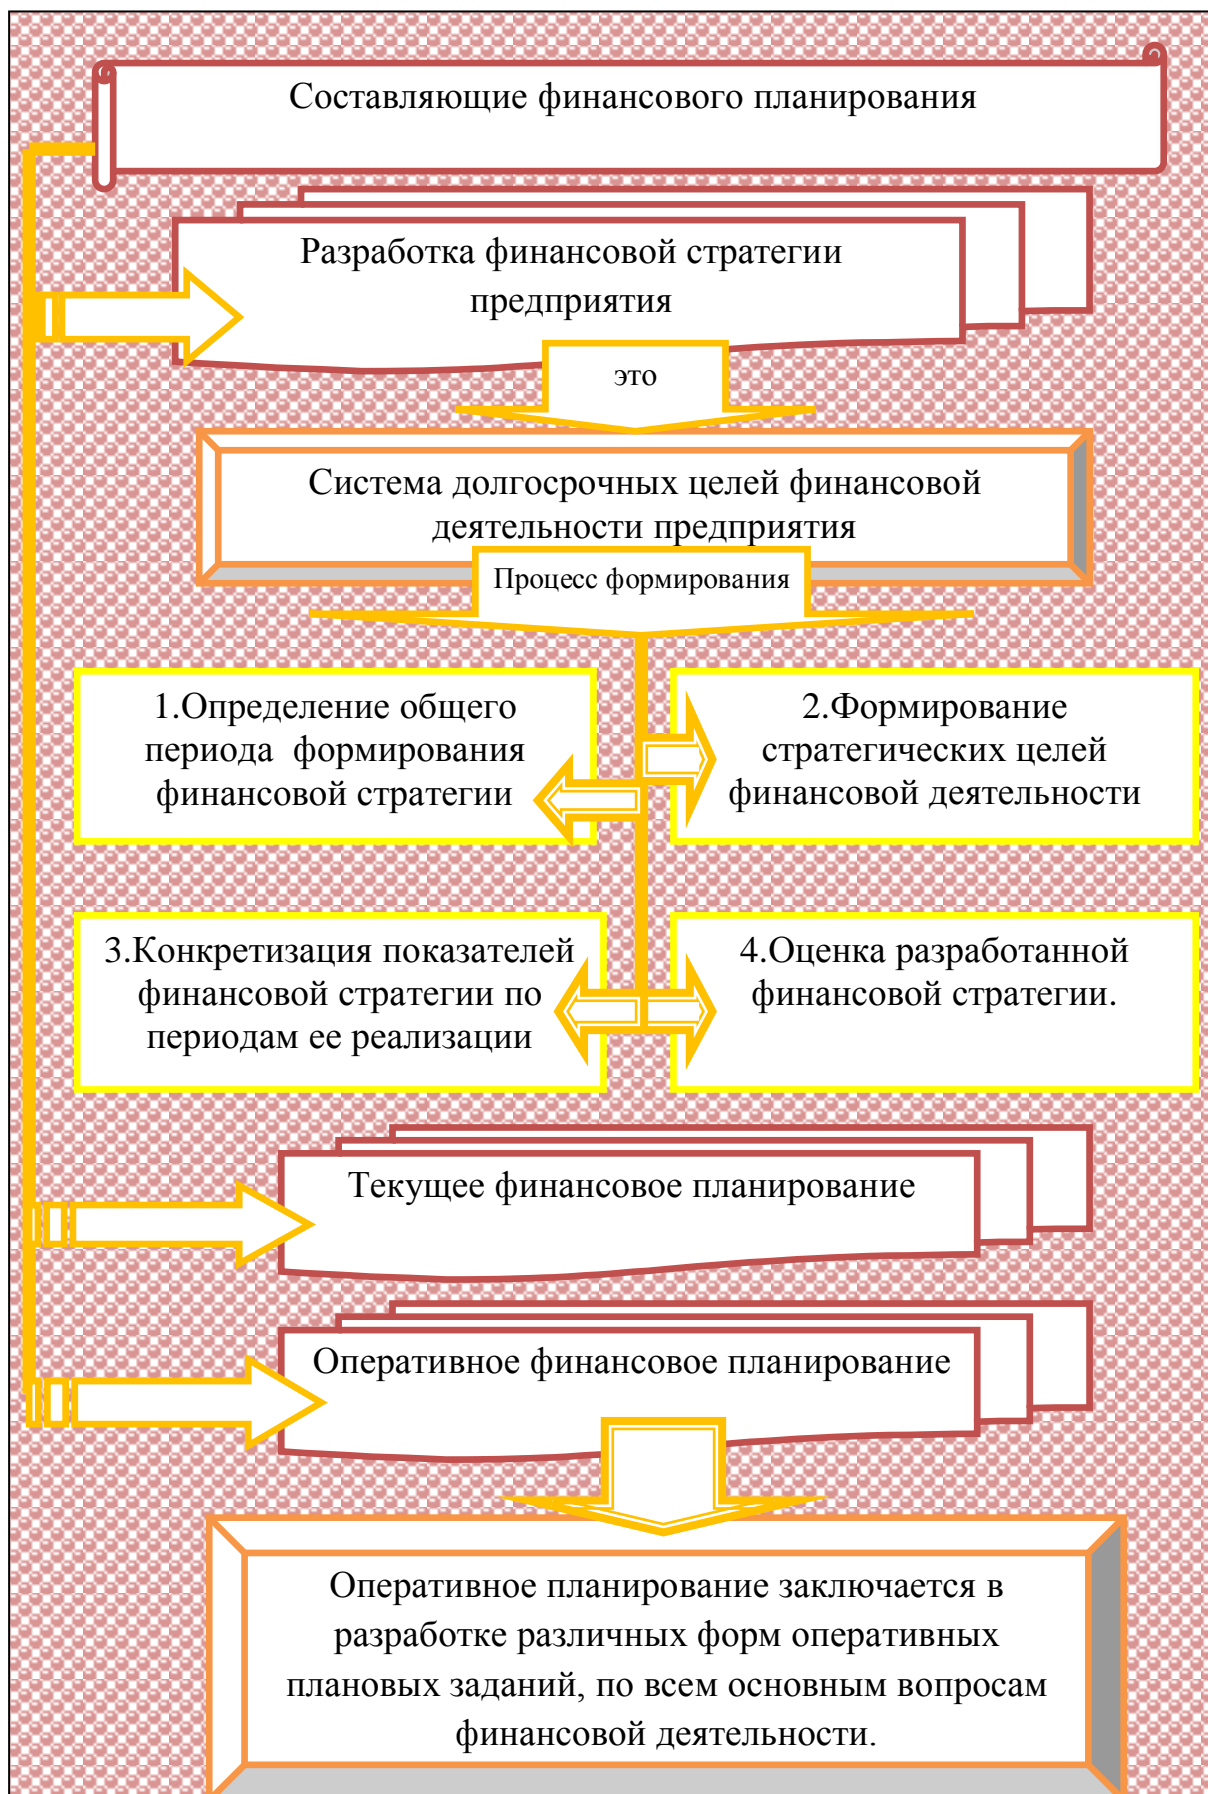 Составляющие финансового планирования
Разработка финансовой стратегии
предприятия
это
Система долгосрочных целей финансовой
деятельности предприятия
Процесс формирования
1.Определение общего
периода  формирования
финансовой стратегии
2.Формирование
стратегических целей
финансовой деятельности
3.Конкретизация показателей
финансовой стратегии по
периодам ее реализации
4.Оценка разработанной
финансовой стратегии.
Текущее финансовое планирование
Оперативное финансовое планирование
Оперативное планирование заключается в
разработке различных форм оперативных
плановых заданий, по всем основным вопросам
финансовой деятельности.